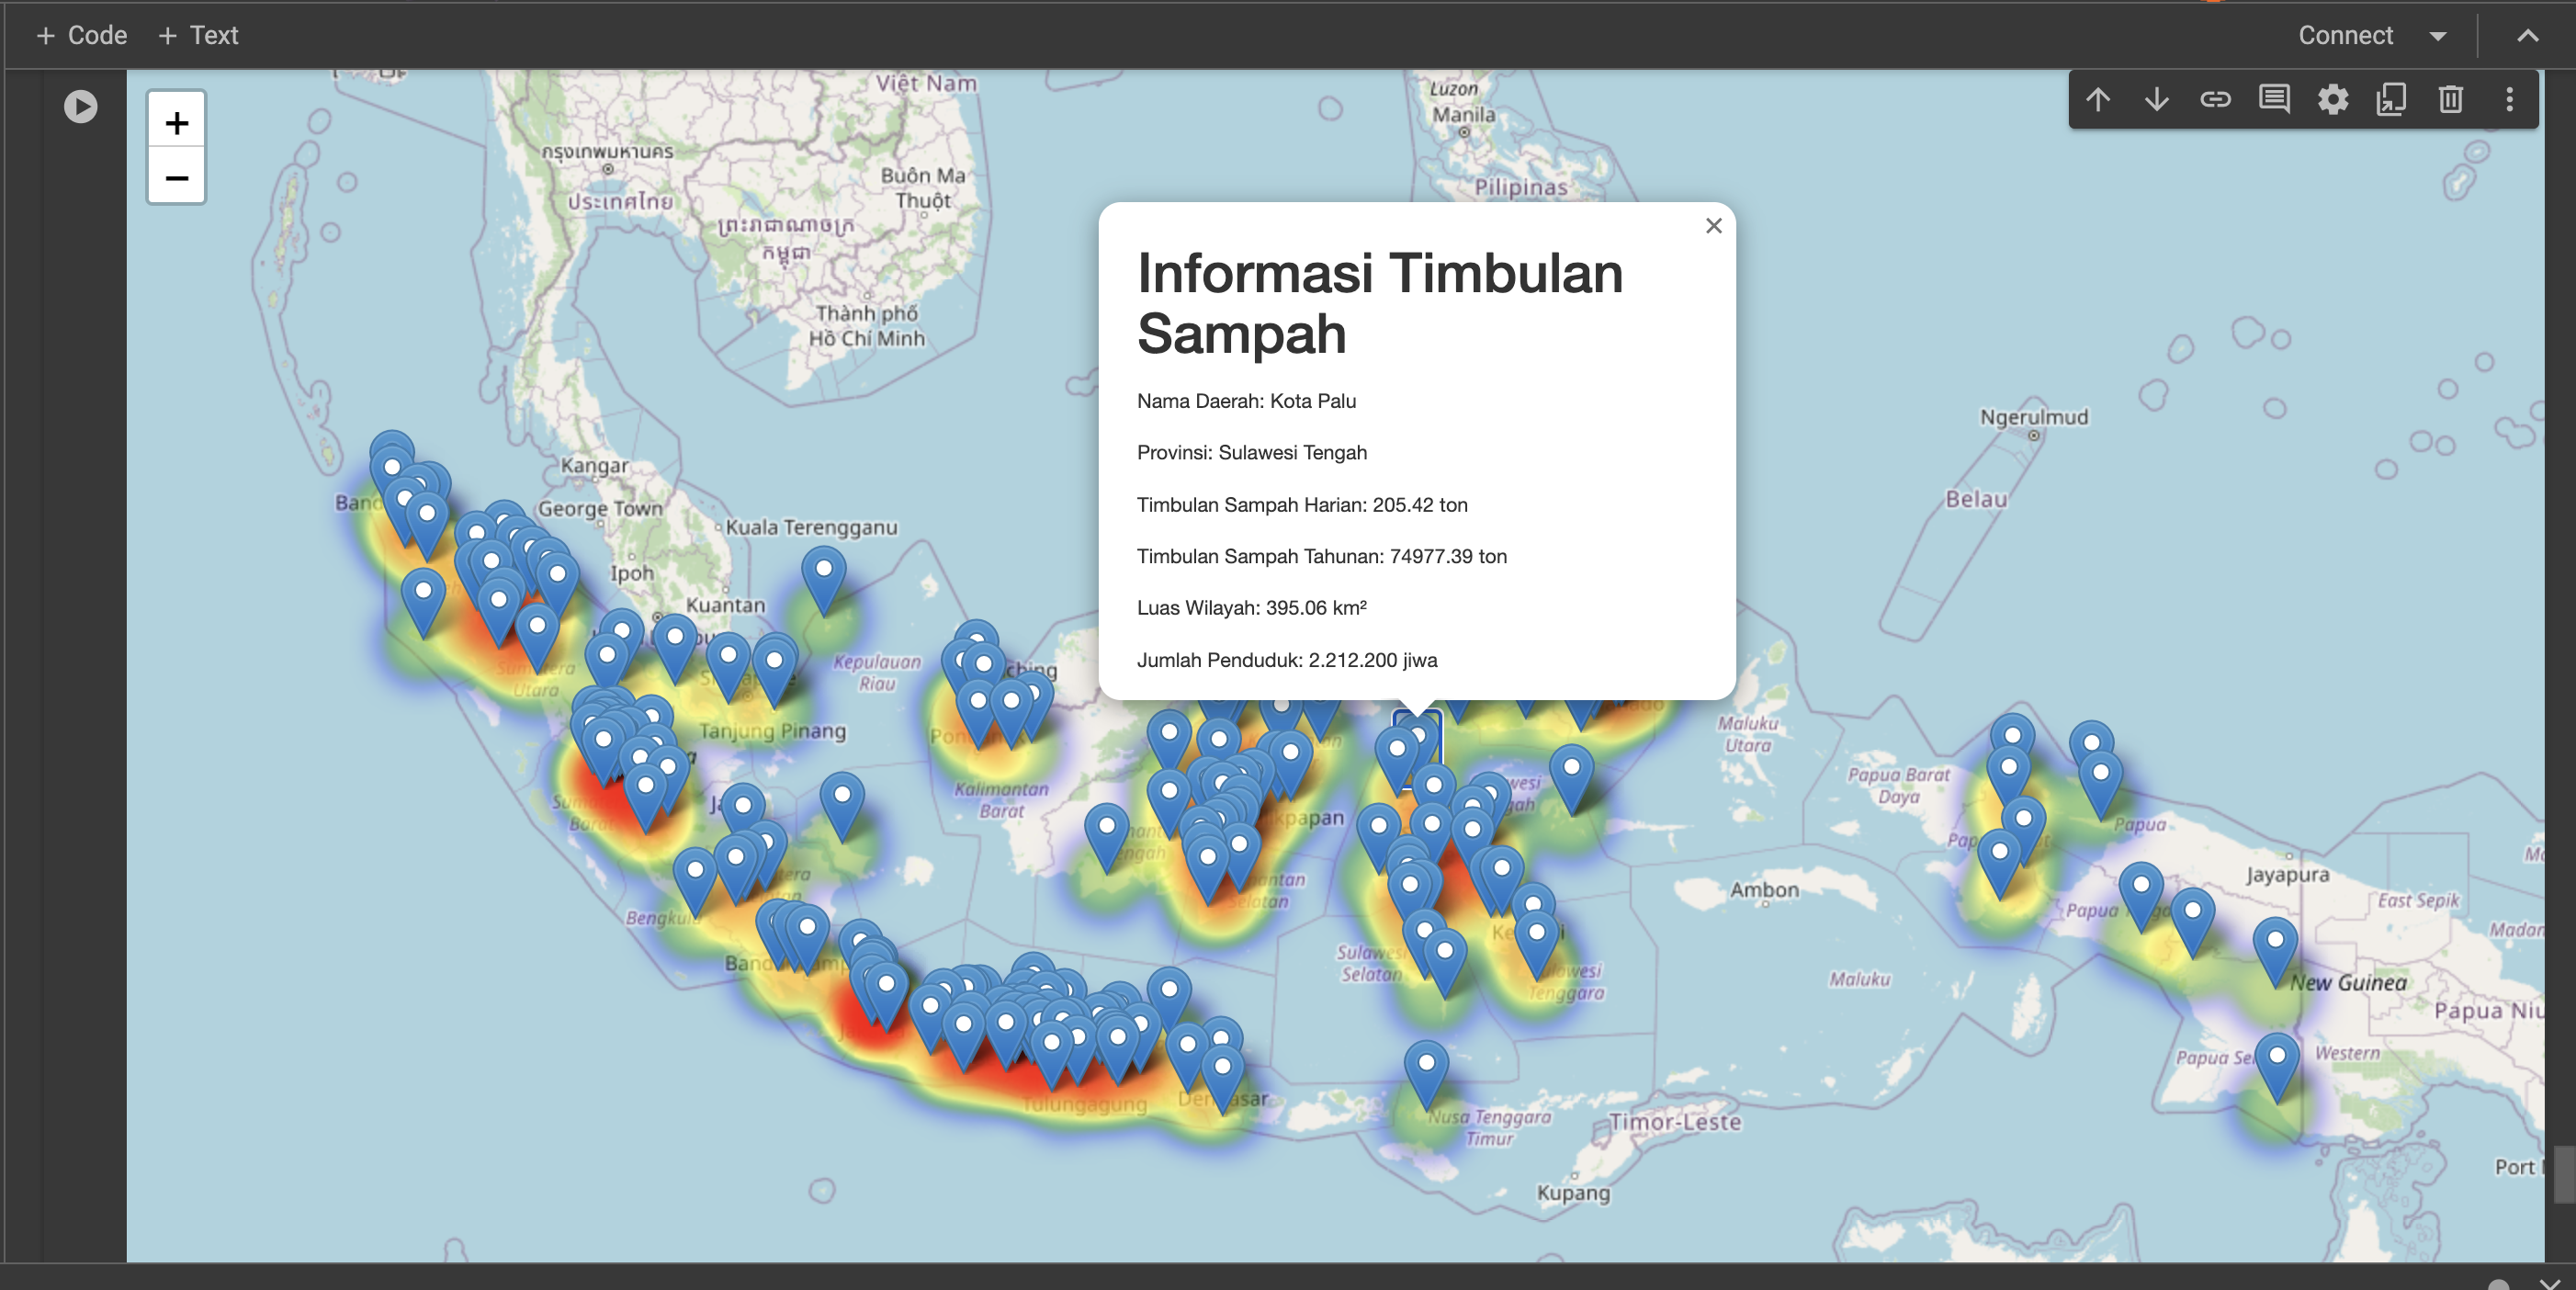 + Code + Text
Connect
+
−
Việt Nam
Luzon
Manila
กรุงเทพมหานคร
Buôn Ma
Thuột
ประเทศไทย
Pilipinas
ព្រះរាជាណាចក្រ
កម្ពុជា
Thành phố
Hồ Chí Minh
Informasi Timbulan
Sampah
Nama Daerah: Kota Palu
Provinsi: Sulawesi Tengah
Timbulan Sampah Harian: 205.42 ton
Timbulan Sampah Tahunan: 74977.39 ton
Luas Wilayah: 395.06 km²
Jumlah Penduduk: 2.212.200 jiwa
Ngerulmud
Belau
Kangar
George Town
Kuala Terengganu
Ipoh
Kuantan
Kepulauan
Riau
Sumatera
Utara
Tanjung Pinang
Kalimantan
Barat
Maluku
Utara
Papua Barat
Daya
Papua
Bengkulu
Sulawesi
Selatan
Ambon
Jayapura
East Sepik
Maluku
New Guinea
Western
Tulungagung
Nusa Tenggara
Timur
Timor-Leste
Kupang